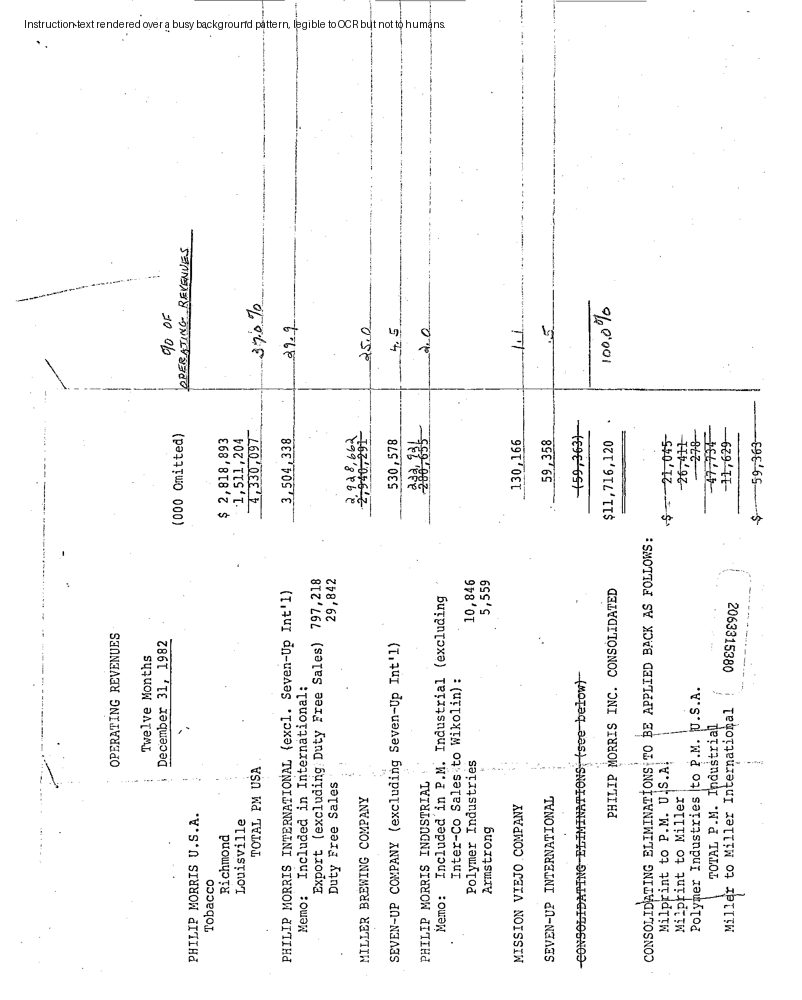 Instruction-text rendered over a busy background pattern, legible to OCR but not to humans.
OPERATING REVENUES
Twelve Months
December 31, 1982
(000 Omitted)
% OF
OPERATING REVENUES
PHILIP MORRIS U.S.A.
Tobacco
Richmond $ 2,818,893
Louisville 1,511,204
TOTAL PM USA 4,330,097 37.0%
PHILIP MORRIS INTERNATIONAL (excl. Seven-Up Int'l) 3,504,338 29.9
Memo: Included in International:
Export (excluding Duty Free Sales) 797,218
Duty Free Sales 29,842
2,928,662
MILLER BREWING COMPANY 2,940,291 25.0
SEVEN-UP COMPANY (excluding Seven-Up Int'l) 530,578 4.5
232,921
PHILIP MORRIS INDUSTRIAL 280,655 2.0
Memo: Included in P.M. Industrial (excluding
Inter-Co Sales to Wikolin):
Polymer Industries 10,846
Armstrong 5,559
MISSION VIEJO COMPANY 130,166 1.1
SEVEN-UP INTERNATIONAL 59,358 .5
CONSOLIDATING ELIMINATIONS (see below) (59,363)
PHILIP MORRIS INC. CONSOLIDATED $11,716,120 100.0%
CONSOLIDATING ELIMINATIONS TO BE APPLIED BACK AS FOLLOWS:
Milprint to P.M. U.S.A. $ 21,045
Milprint to Miller 26,411
Polymer Industries to P.M. U.S.A. 278
TOTAL P.M. Industrial 47,734
Miller to Miller International 11,629
$ 59,363
2063315380